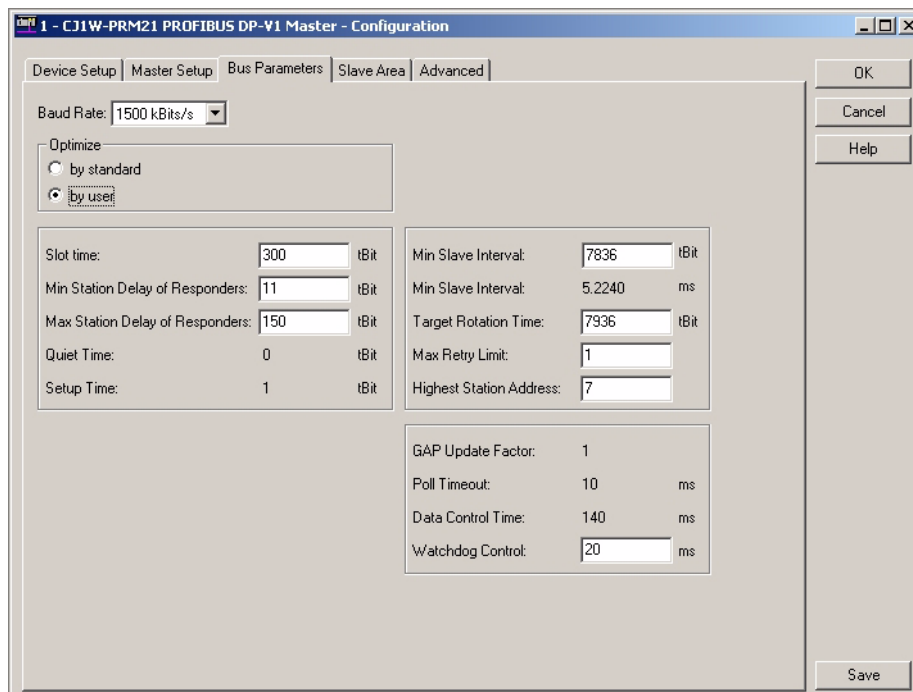 1 - CJ1W-PRM21 PROFIBUS DP-V1 Master - Configuration
Device Setup Master Setup Bus Parameters Slave Area Advanced
OK
Cancel
Help
Baud Rate: 1500 kBits/s
Optimize
by standard
by user
Slot time: 300 tBit
Min Station Delay of Responders: 11 tBit
Max Station Delay of Responders: 150 tBit
Quiet Time: 0 tBit
Setup Time: 1 tBit
Min Slave Interval: 7836 tBit
Min Slave Interval: 5.2240 ms
Target Rotation Time: 7936 tBit
Max Retry Limit: 1
Highest Station Address: 7
GAP Update Factor: 1
Poll Timeout: 10 ms
Data Control Time: 140 ms
Watchdog Control: 20 ms
Save